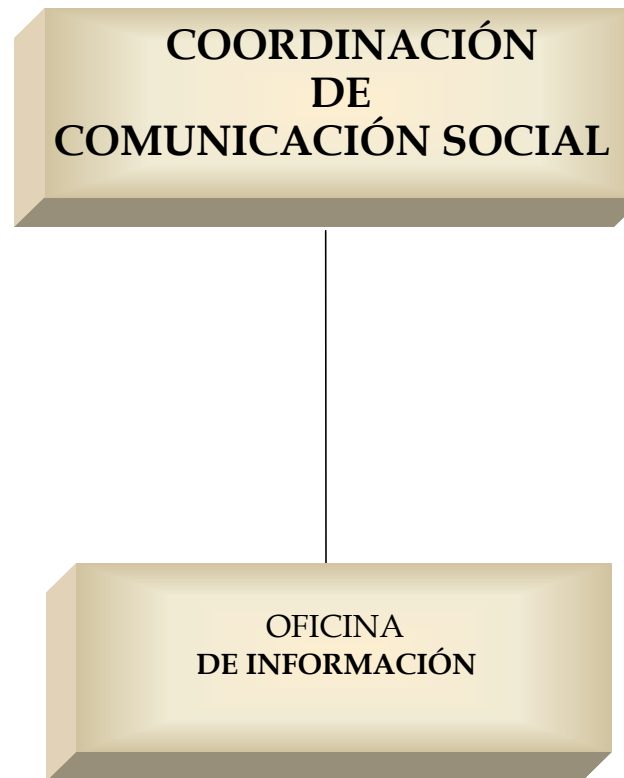 COORDINACIÓN
DE
COMUNICACIÓN SOCIAL
OFICINA
DE INFORMACIÓN